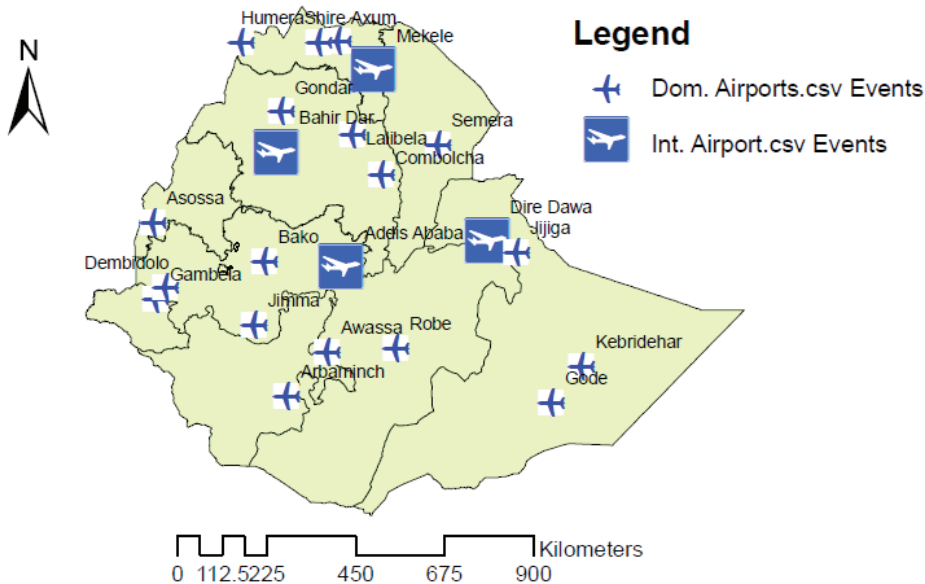 HumeraShire Axum
Mekele
N
Gondar
Bahir Dar
Lalibela
Semera
Combolcha
Asossa
Dire Dawa
Jijiga
Bako
Addis Ababa
Dembidolo
Gambela
Jimma
Awassa
Robe
Kebridehar
Arbaminch
Gode
Legend
Dom. Airports.csv Events
Int. Airport.csv Events
Kilometers
0 112.5225 450 675 900